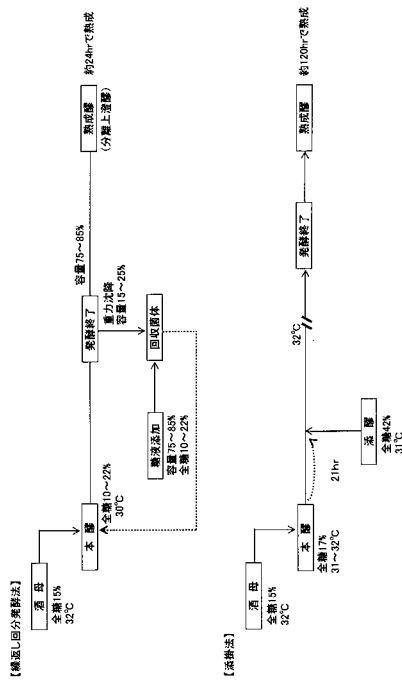 【繰返し回分発酵法】
酒母
全糖15%
32℃
本醪
全糖10～22%
30℃
発酵終了
容量75～85%
熟成醪
(分離上澄醪)
約24hrで熟成
重力沈降
容量15～25%
糖液添加
容量75～85%
全糖10～22%
回収菌体
【添掛法】
酒母
全糖15%
32℃
本醪
全糖17%
31～32℃
21hr
添醪
全糖42%
31℃
32℃
発酵終了
熟成醪
約120hrで熟成